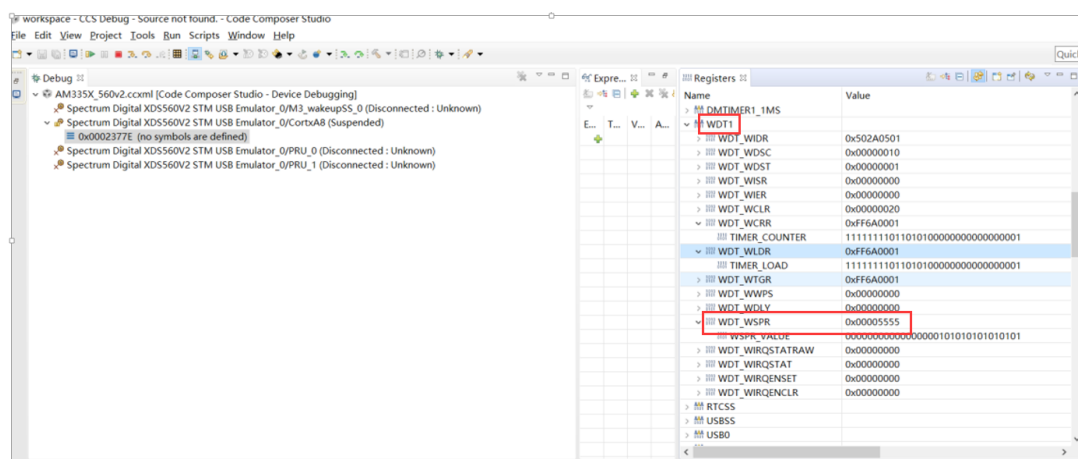 workspace - CCS Debug - Source not found. - Code Composer Studio
File Edit View Project Tools Run Scripts Window Help
Quic
Debug
AM335X_560v2.ccxml [Code Composer Studio - Device Debugging]
Spectrum Digital XDS560V2 STM USB Emulator_0/M3_wakeupSS_0 (Disconnected : Unknown)
Spectrum Digital XDS560V2 STM USB Emulator_0/CortxA8 (Suspended)
0x0002377E (no symbols are defined)
Spectrum Digital XDS560V2 STM USB Emulator_0/PRU_0 (Disconnected : Unknown)
Spectrum Digital XDS560V2 STM USB Emulator_0/PRU_1 (Disconnected : Unknown)
Expre...
E... T... V... A...
Registers
Name Value
DMTIMER1_1MS
WDT1
WDT_WIDR 0x502A0501
WDT_WDSC 0x00000010
WDT_WDST 0x00000001
WDT_WISR 0x00000000
WDT_WIER 0x00000000
WDT_WCLR 0x00000020
WDT_WCRR 0xFF6A0001
TIMER_COUNTER 11111111011010100000000000000001
WDT_WLDR 0xFF6A0001
TIMER_LOAD 11111111011010100000000000000001
WDT_WTGR 0xFF6A0001
WDT_WWPS 0x00000000
WDT_WDLY 0x00000000
WDT_WSPR 0x00005555
WSPR_VALUE 00000000000000000101010101010101
WDT_WIRQSTATRAW 0x00000000
WDT_WIRQSTAT 0x00000000
WDT_WIRQENSET 0x00000000
WDT_WIRQENCLR 0x00000000
RTCSS
USBSS
USB0